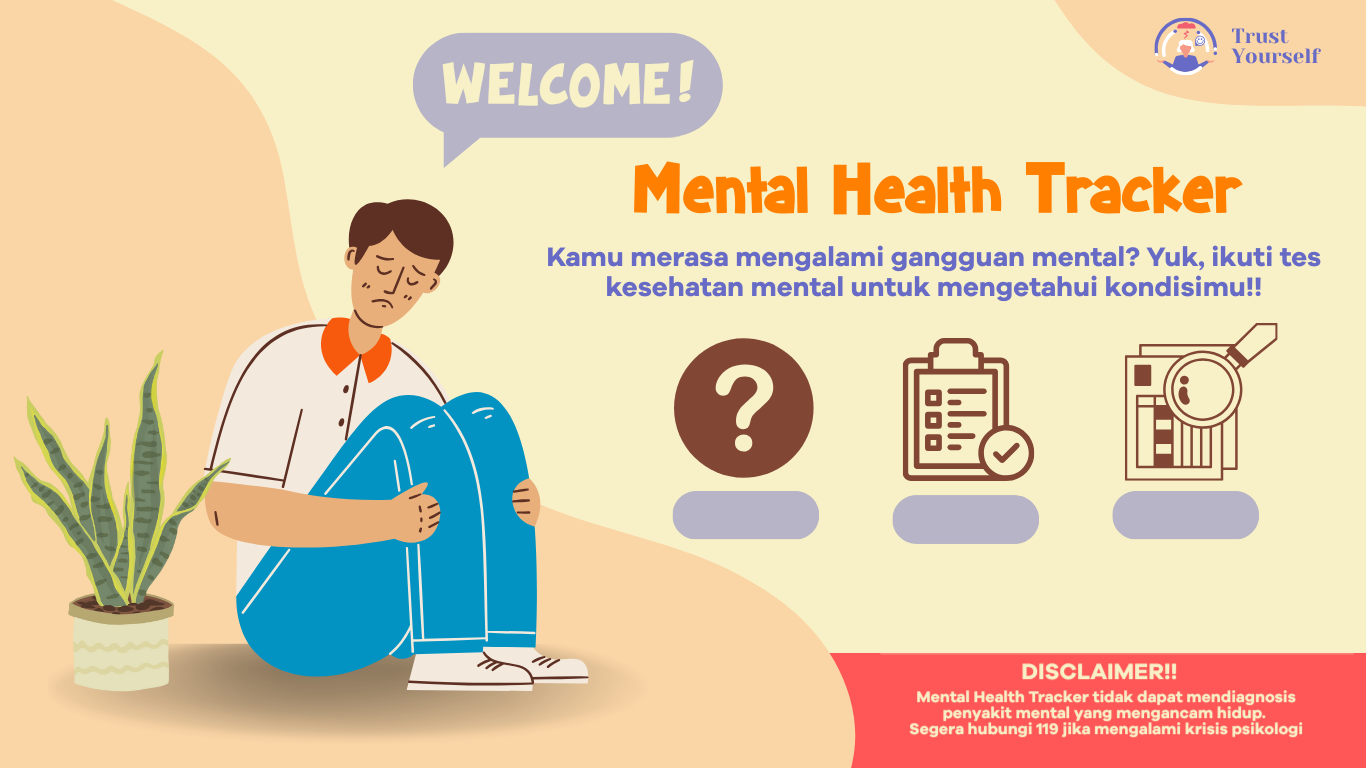 Trust
Yourself
WELCOME!
Mental Health Tracker
Kamu merasa mengalami gangguan mental? Yuk, ikuti tes
kesehatan mental untuk mengetahui kondisimu!!
DISCLAIMER!!
Mental Health Tracker tidak dapat mendiagnosis
penyakit mental yang mengancam hidup.
Segera hubungi 119 jika mengalami krisis psikologi